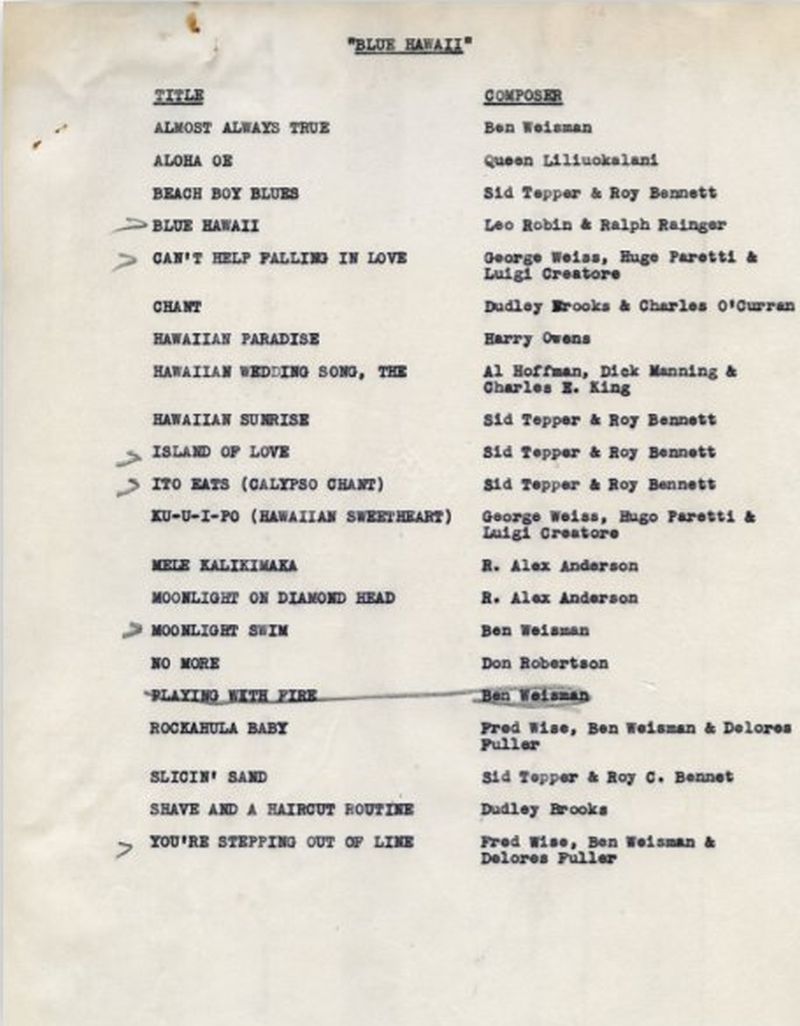 "BLUE HAWAII"
TITLE COMPOSER
ALMOST ALWAYS TRUE Ben Weisman
ALOHA OE Queen Liliuokalani
BEACH BOY BLUES Sid Tepper & Roy Bennett
BLUE HAWAII Leo Robin & Ralph Rainger
CAN'T HELP FALLING IN LOVE George Weiss, Huge Paretti &
Luigi Creatore
CHANT Dudley Brooks & Charles O'Curran
HAWAIIAN PARADISE Harry Owens
HAWAIIAN WEDDING SONG, THE Al Hoffman, Dick Manning &
Charles E. King
HAWAIIAN SUNRISE Sid Tepper & Roy Bennett
ISLAND OF LOVE Sid Tepper & Roy Bennett
ITO EATS (CALYPSO CHANT) Sid Tepper & Roy Bennett
KU-U-I-PO (HAWAIIAN SWEETHEART) George Weiss, Hugo Paretti &
Luigi Creatore
MELE KALIKIMAKA R. Alex Anderson
MOONLIGHT ON DIAMOND HEAD R. Alex Anderson
MOONLIGHT SWIM Ben Weisman
NO MORE Don Robertson
PLAYING WITH FIRE Ben Weisman
ROCKAHULA BABY Fred Wise, Ben Weisman & Delores
Fuller
SLICIN' SAND Sid Tepper & Roy C. Bennet
SHAVE AND A HAIRCUT ROUTINE Dudley Brooks
YOU'RE STEPPING OUT OF LINE Fred Wise, Ben Weisman &
Delores Fuller